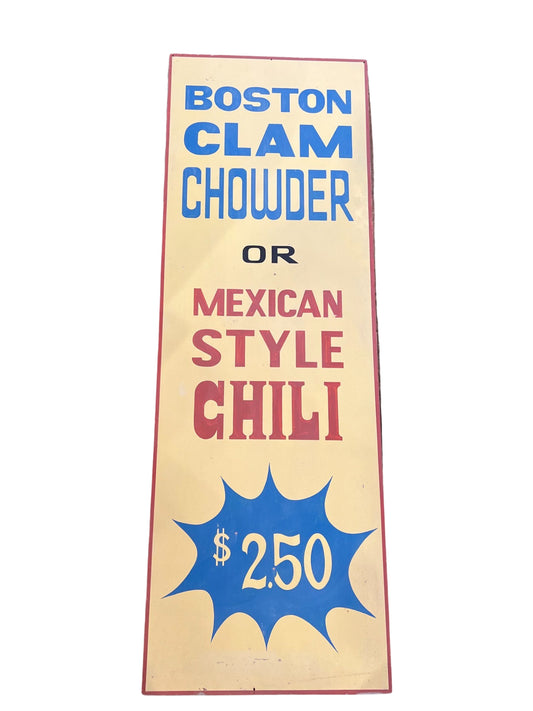 BOSTON
CLAM
CHOWDER
OR
MEXICAN
STYLE
CHILI
$2.50